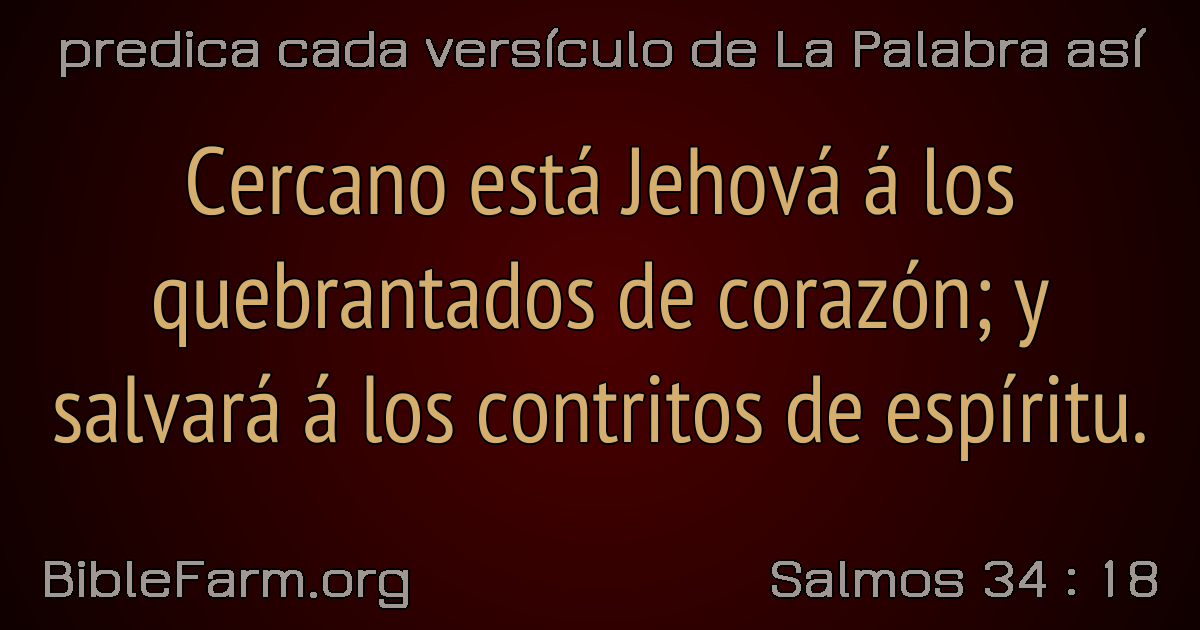 predica cada versículo de La Palabra así
Cercano está Jehová á los
quebrantados de corazón; y
salvará á los contritos de espíritu.
BibleFarm.org
Salmos 34 : 18